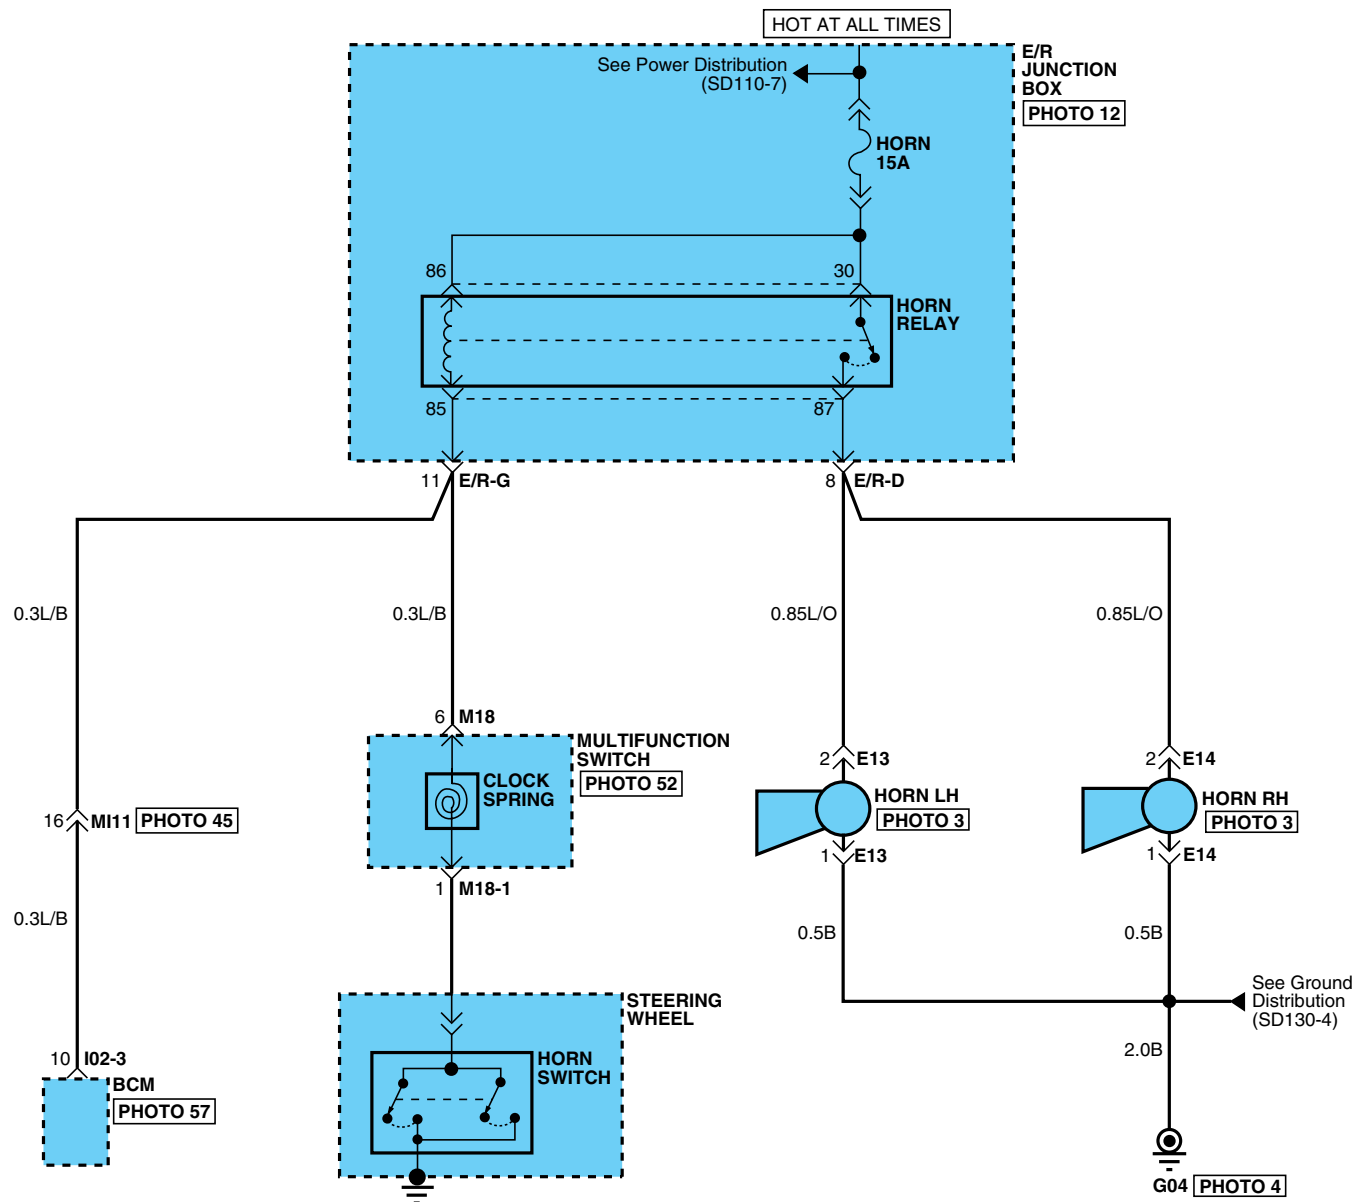 HOT AT ALL TIMES
See Power Distribution
(SD110-7)
E/R
JUNCTION
BOX
PHOTO 12
HORN
15A
86
30
HORN
RELAY
85
87
11
E/R-G
8
E/R-D
0.3L/B
0.3L/B
0.85L/O
0.85L/O
6
M18
MULTIFUNCTION
SWITCH
PHOTO 52
CLOCK
SPRING
2
E13
2
E14
HORN LH
PHOTO 3
HORN RH
PHOTO 3
16
MI11
PHOTO 45
1
E13
1
E14
1
M18-1
0.3L/B
0.5B
0.5B
STEERING
WHEEL
See Ground
Distribution
(SD130-4)
HORN
SWITCH
2.0B
10
I02-3
BCM
PHOTO 57
G04
PHOTO 4